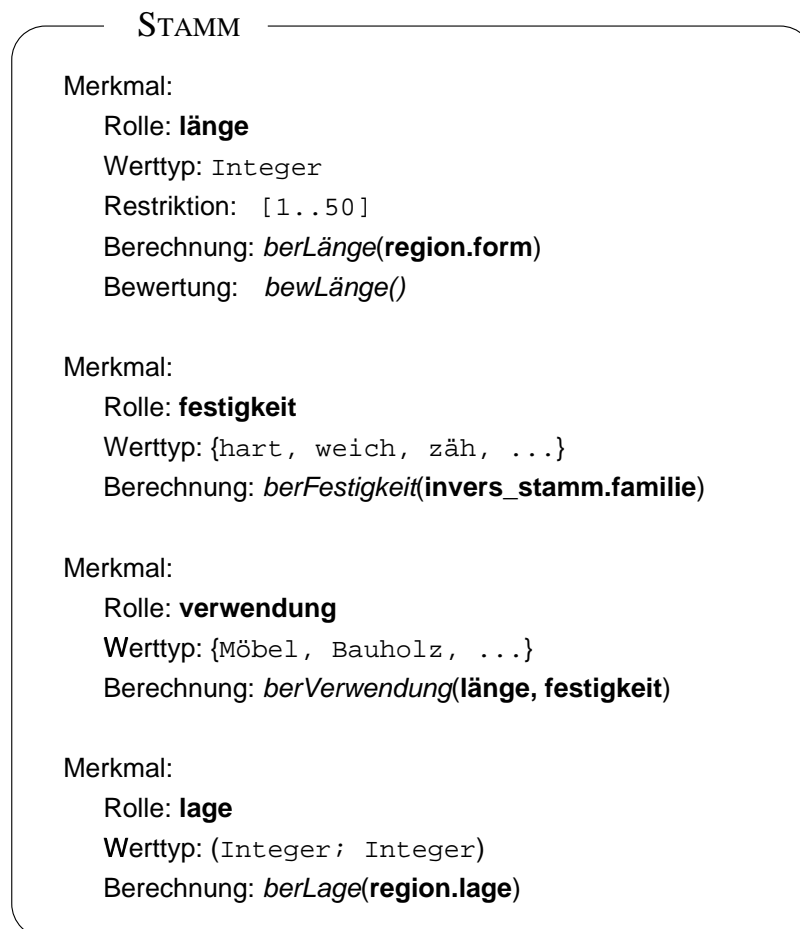 STAMM
Merkmal:
Rolle: länge
Werttyp: Integer
Restriktion: [1..50]
Berechnung: berLänge(region.form)
Bewertung: bewLänge()
Merkmal:
Rolle: festigkeit
Werttyp: {hart, weich, zäh, ...}
Berechnung: berFestigkeit(invers_stamm.familie)
Merkmal:
Rolle: verwendung
Werttyp: {Möbel, Bauholz, ...}
Berechnung: berVerwendung(länge, festigkeit)
Merkmal:
Rolle: lage
Werttyp: (Integer; Integer)
Berechnung: berLage(region.lage)